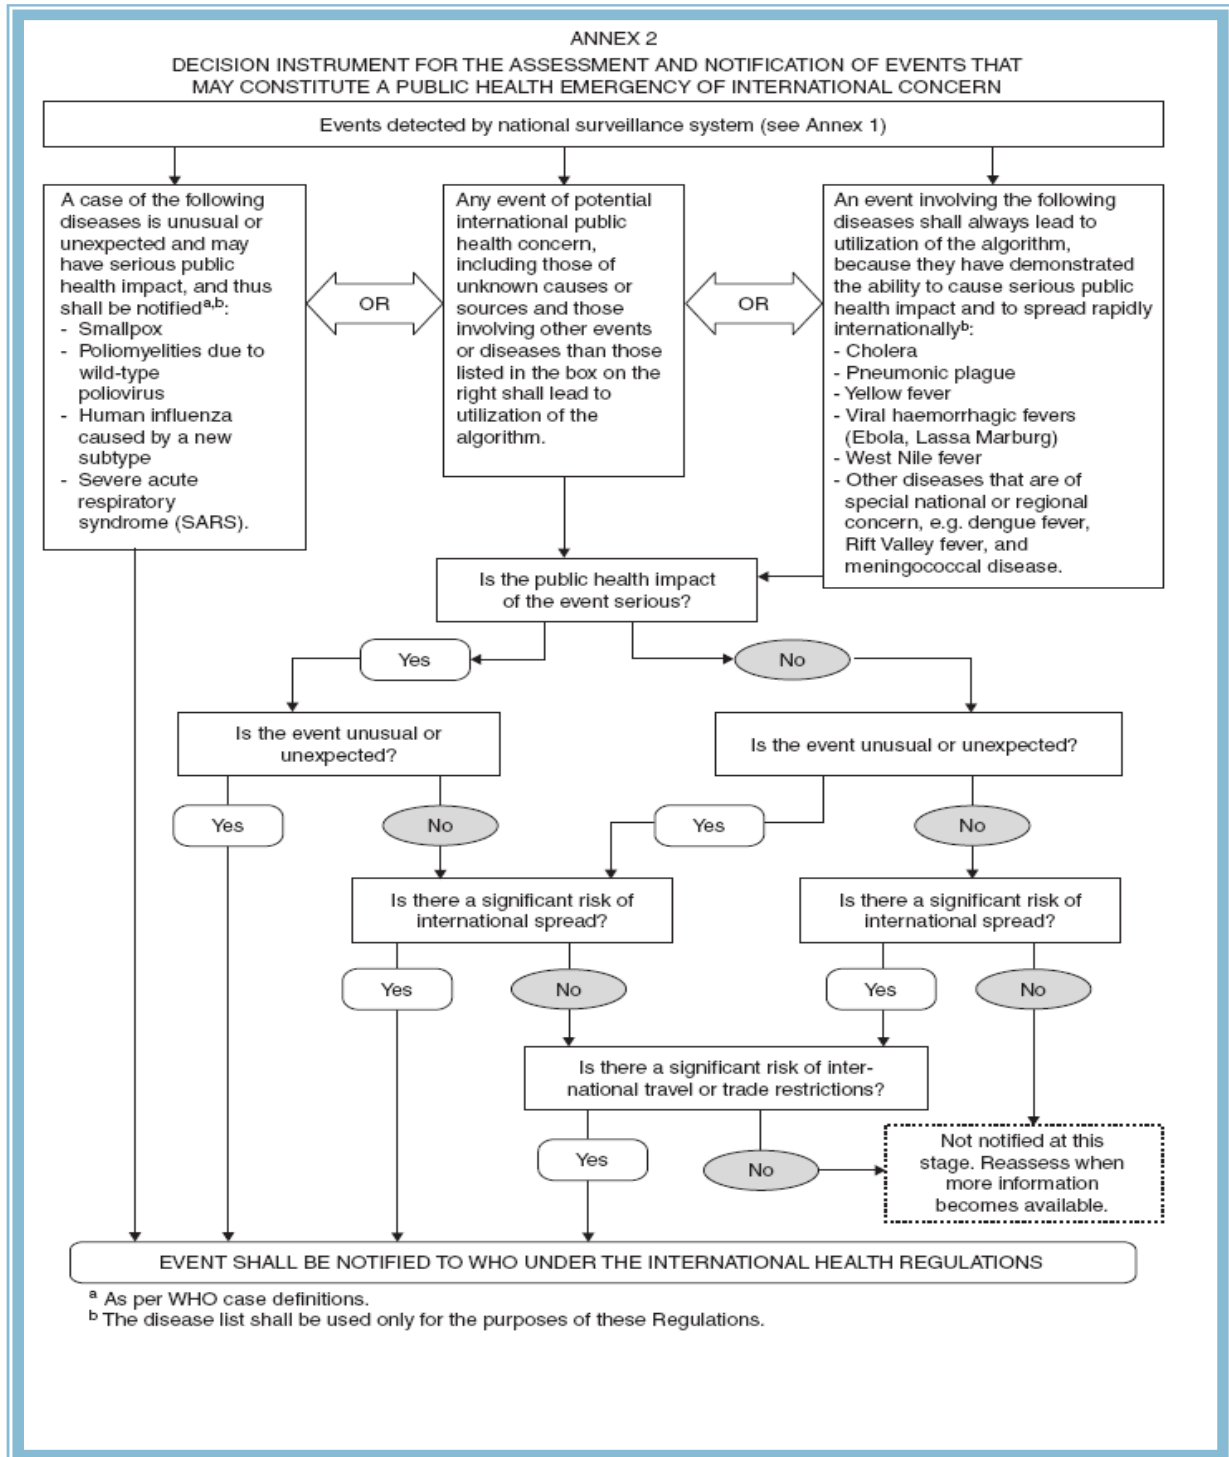 ANNEX 2
DECISION INSTRUMENT FOR THE ASSESSMENT AND NOTIFICATION OF EVENTS THAT
MAY CONSTITUTE A PUBLIC HEALTH EMERGENCY OF INTERNATIONAL CONCERN
Events detected by national surveillance system (see Annex 1)
A case of the following
diseases is unusual or
unexpected and may
have serious public
health impact, and thus
shall be notifiedᵃ,ᵇ:
- Smallpox
- Poliomyelities due to
wild-type
poliovirus
- Human influenza
caused by a new
subtype
- Severe acute
respiratory
syndrome (SARS).
OR
Any event of potential
international public
health concern,
including those of
unknown causes or
sources and those
involving other events
or diseases than those
listed in the box on the
right shall lead to
utilization of the
algorithm.
OR
An event involving the following
diseases shall always lead to
utilization of the algorithm,
because they have demonstrated
the ability to cause serious public
health impact and to spread rapidly
internationallyᵇ:
- Cholera
- Pneumonic plague
- Yellow fever
- Viral haemorrhagic fevers
(Ebola, Lassa Marburg)
- West Nile fever
- Other diseases that are of
special national or regional
concern, e.g. dengue fever,
Rift Valley fever, and
meningococcal disease.
Is the public health impact
of the event serious?
Yes
No
Is the event unusual or
unexpected?
Is the event unusual or unexpected?
Yes
No
Yes
No
Is there a significant risk of
international spread?
Is there a significant risk of
international spread?
Yes
No
Yes
No
Is there a significant risk of inter-
national travel or trade restrictions?
Yes
No
Not notified at this
stage. Reassess when
more information
becomes available.
EVENT SHALL BE NOTIFIED TO WHO UNDER THE INTERNATIONAL HEALTH REGULATIONS
ᵃ As per WHO case definitions.
ᵇ The disease list shall be used only for the purposes of these Regulations.